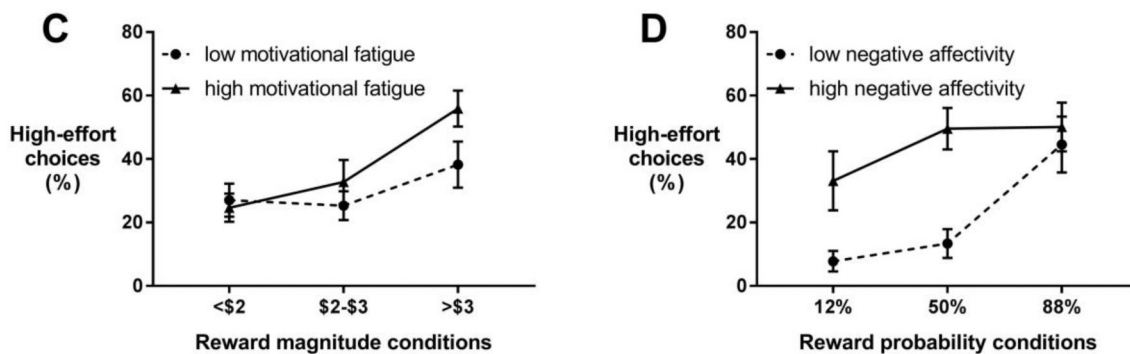 C
80
low motivational fatigue
high motivational fatigue
60
High-effort
choices
(%)
40
20
0
<$2
$2-$3
>$3
Reward magnitude conditions
D
80
low negative affectivity
high negative affectivity
60
High-effort
choices
(%)
40
20
0
12%
50%
88%
Reward probability conditions